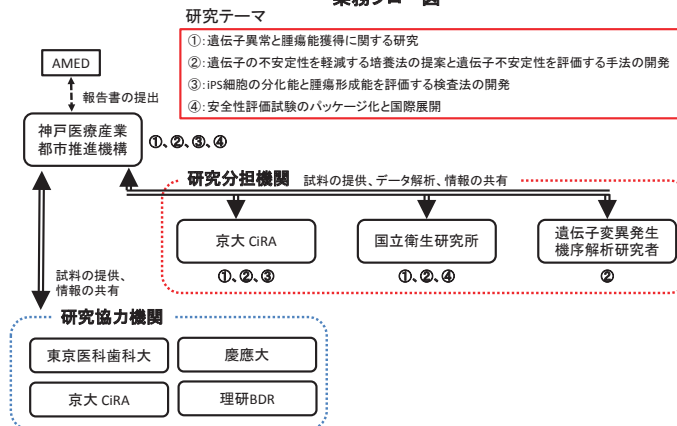 業務フロー図
研究テーマ
①:遺伝子異常と腫瘍能獲得に関する研究
②:遺伝子の不安定性を軽減する培養法の提案と遺伝子不安定性を評価する手法の開発
③:iPS細胞の分化能と腫瘍形成能を評価する検査法の開発
④:安全性評価試験のパッケージ化と国際展開
AMED
報告書の提出
神戸医療産業
都市推進機構
①、②、③、④
研究分担機関 試料の提供、データ解析、情報の共有
京大 CiRA
国立衛生研究所
遺伝子変異発生
機序解析研究者
①、②、③
①、②、④
②
試料の提供、
情報の共有
研究協力機関
東京医科歯科大
慶應大
京大 CiRA
理研BDR